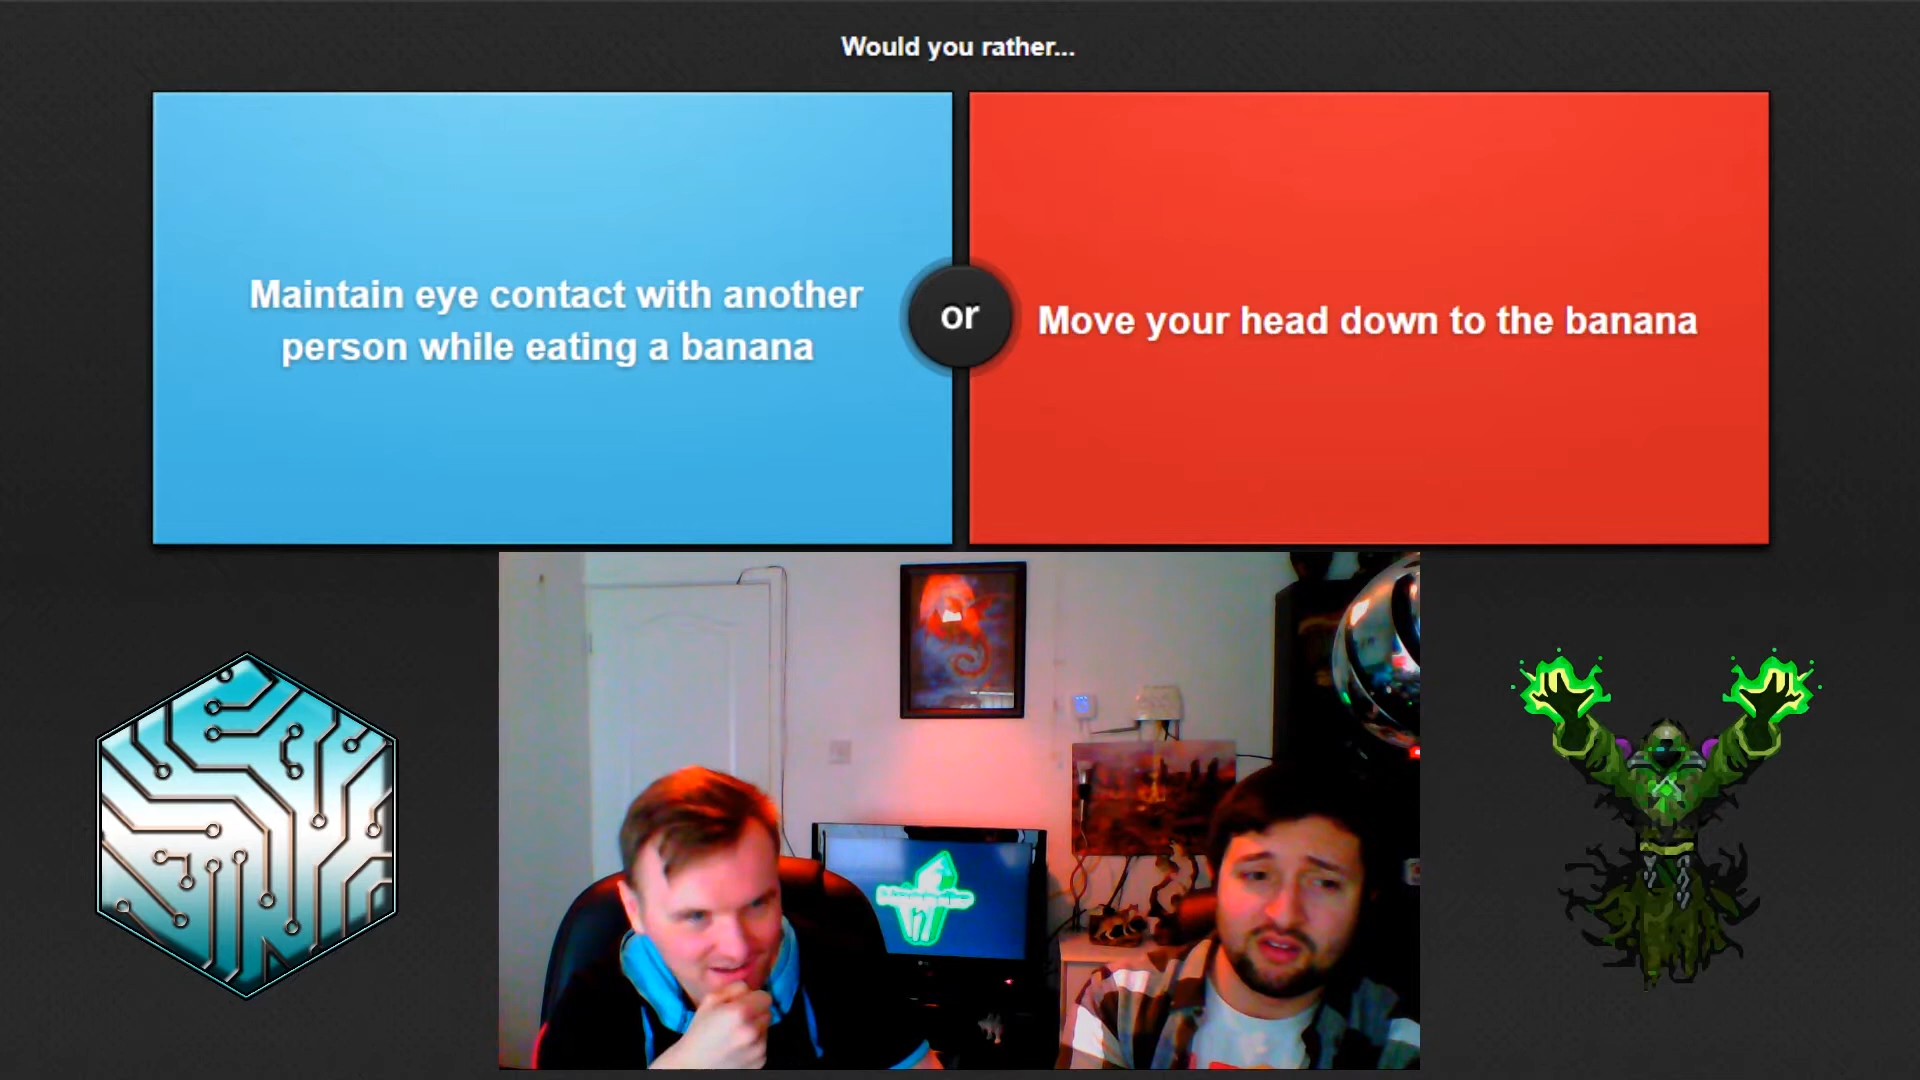 Would you rather...
Maintain eye contact with another
person while eating a banana
or
Move your head down to the banana